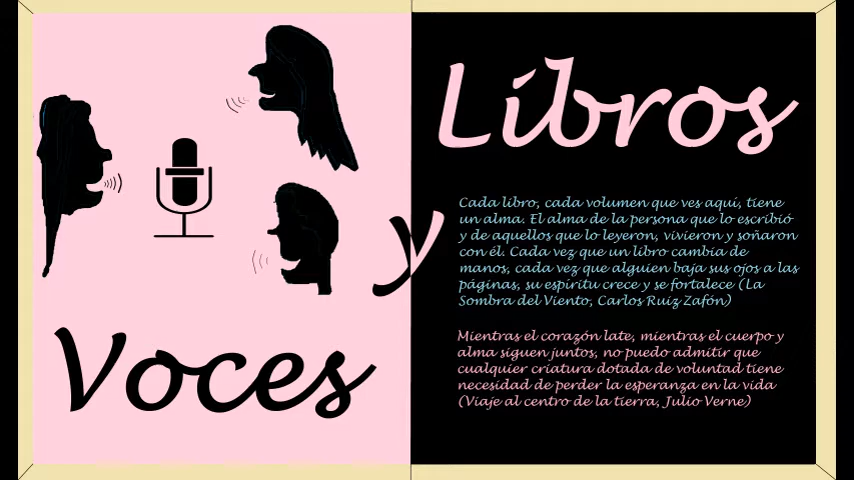 Voces
y
Libros
Cada libro, cada volumen que ves aquí, tiene
un alma. El alma de la persona que lo escribió
y de aquellos que lo leyeron, vivieron y soñaron
con él. Cada vez que un libro cambia de
manos, cada vez que alguien baja sus ojos a las
páginas, su espíritu crece y se fortalece (La
Sombra del Viento, Carlos Ruiz Zafón)
Mientras el corazón late, mientras el cuerpo y
alma siguen juntos, no puedo admitir que
cualquier criatura dotada de voluntad tiene
necesidad de perder la esperanza en la vida
(Viaje al centro de la tierra, Julio Verne)